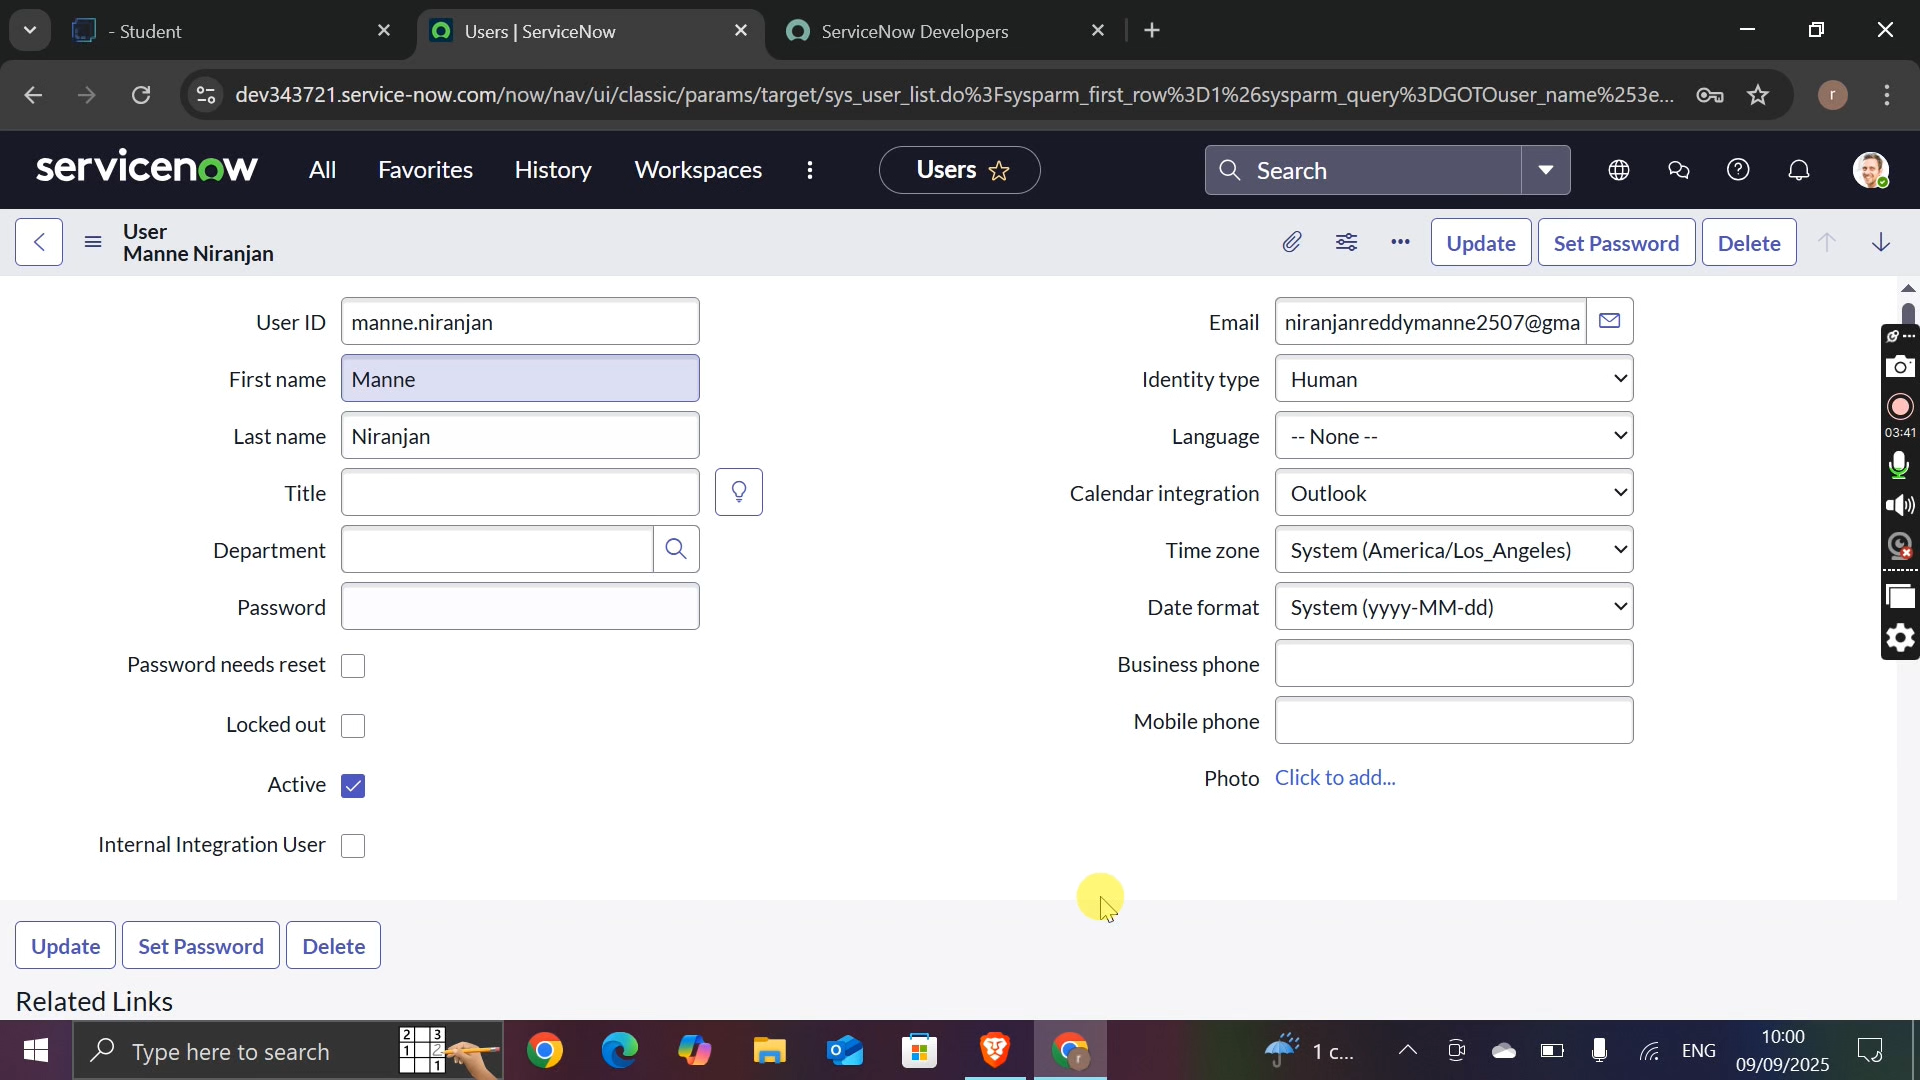 - Student
Users | ServiceNow
ServiceNow Developers
dev343721.service-now.com/now/nav/ui/classic/params/target/sys_user_list.do%3Fsysparm_first_row%3D1%26sysparm_query%3DGOTOuser_name%253e...
r
servicenow
All
Favorites
History
Workspaces
Users
Search
User
Manne Niranjan
Update
Set Password
Delete
User ID
manne.niranjan
First name
Manne
Last name
Niranjan
Title
Department
Password
Password needs reset
Locked out
Active
Internal Integration User
Email
niranjanreddymanne2507@gma
Identity type
Human
Language
-- None --
Calendar integration
Outlook
Time zone
System (America/Los_Angeles)
Date format
System (yyyy-MM-dd)
Business phone
Mobile phone
Photo
Click to add...
03:41
Update
Set Password
Delete
Related Links
Type here to search
2 3
1 2
1
r
1 c...
ENG
10:00
09/09/2025